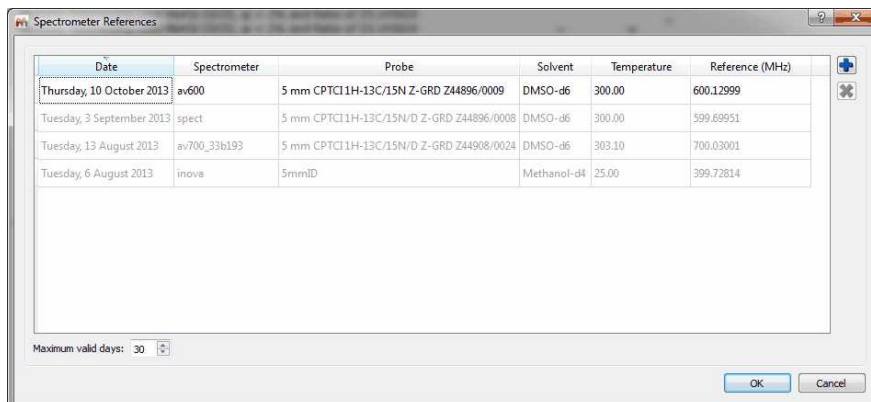 Spectrometer References
Date Spectrometer Probe Solvent Temperature Reference (MHz)
Thursday, 10 October 2013 av600 5 mm CPTCI 1H-13C/15N Z-GRD Z44896/0009 DMSO-d6 300.00 600.12999
Tuesday, 3 September 2013 spect 5 mm CPTCI 1H-13C/15N/D Z-GRD Z44896/0008 DMSO-d6 300.00 599.69951
Tuesday, 13 August 2013 av700_33b193 5 mm CPTCI 1H-13C/15N/D Z-GRD Z44908/0024 DMSO-d6 303.10 700.03001
Tuesday, 6 August 2013 inova 5mmID Methanol-d4 25.00 399.72814
Maximum valid days: 30
OK Cancel